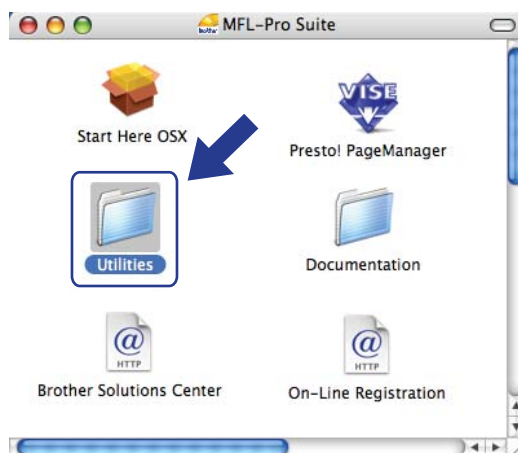 MFL-Pro Suite
Start Here OSX
VISE
Presto! PageManager
Utilities
Documentation
@
HTTP
Brother Solutions Center
@
HTTP
On-Line Registration